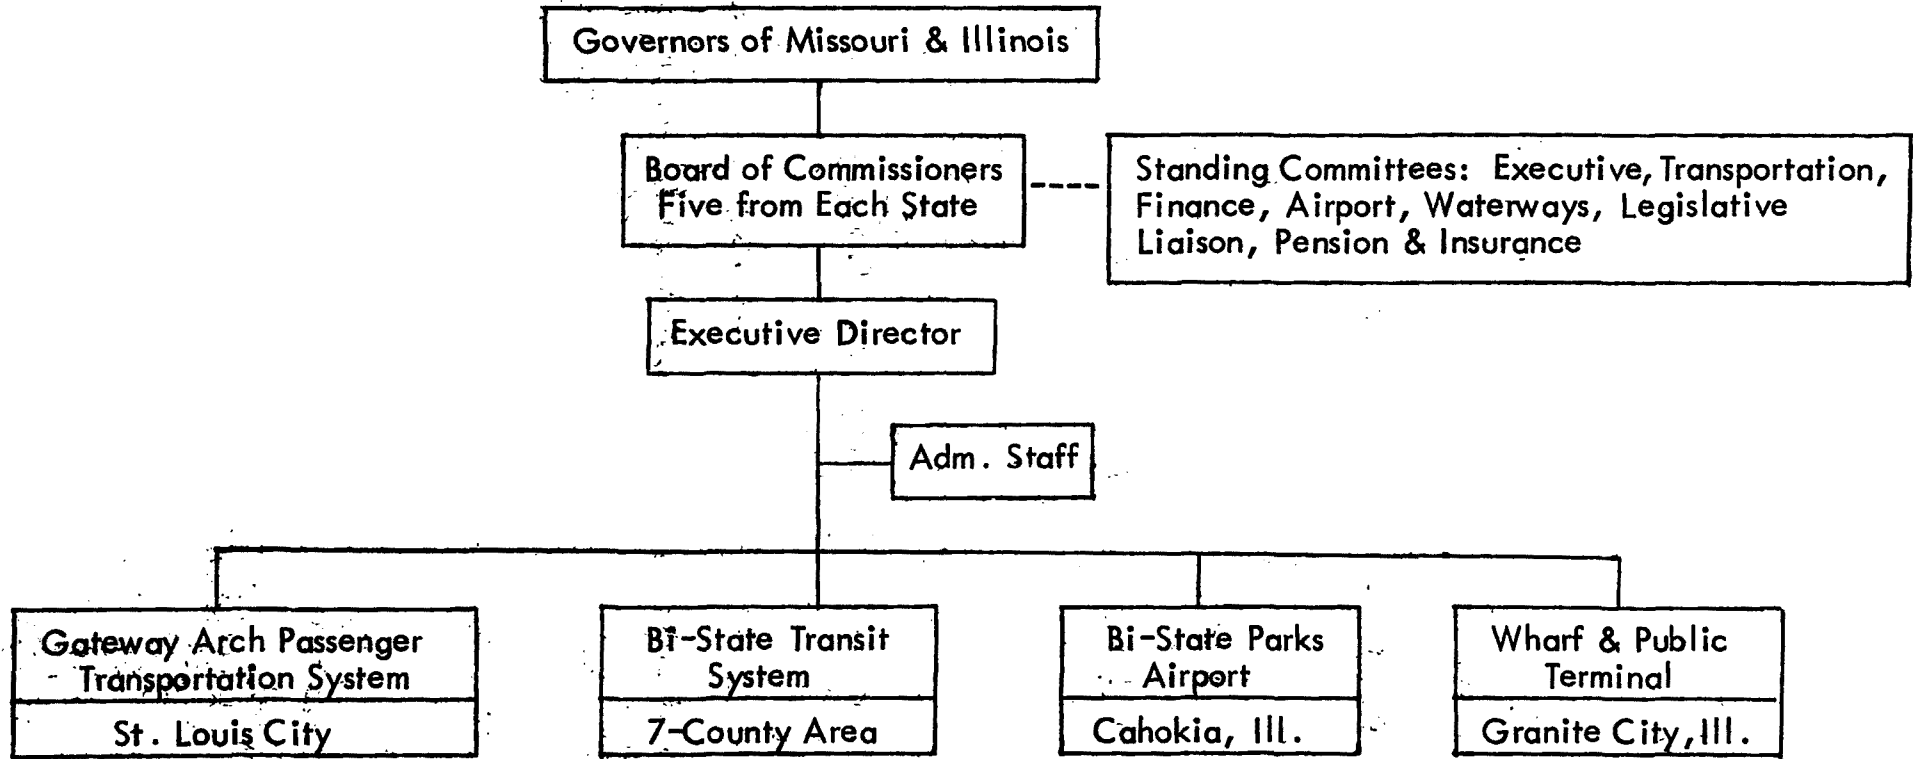 Governors of Missouri & Illinois
Board of Commissioners
Five from Each State
Standing Committees: Executive, Transportation,
Finance, Airport, Waterways, Legislative
Liaison, Pension & Insurance
Executive Director
Adm. Staff
Gateway Arch Passenger
Transportation System
St. Louis City
Bi-State Transit
System
7-County Area
Bi-State Parks
Airport
Cahokia, Ill.
Wharf & Public
Terminal
Granite City, Ill.